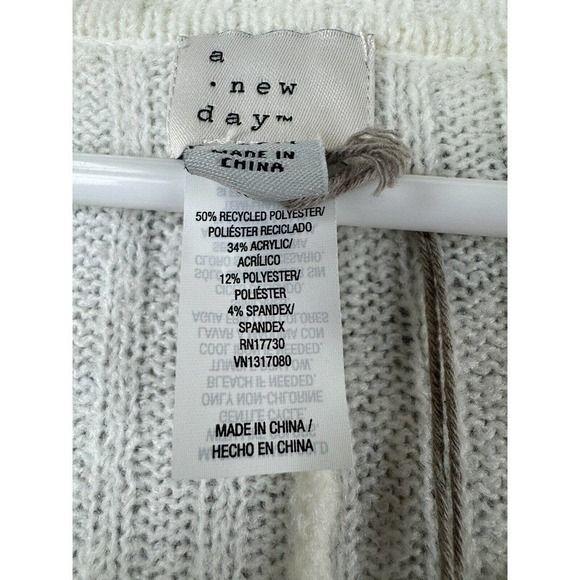 a
· new
day™
MADE IN
CHINA
50% RECYCLED POLYESTER/
POLIÉSTER RECICLADO
34% ACRYLIC/
ACRÍLICO
12% POLYESTER/
POLIÉSTER
4% SPANDEX/
SPANDEX
RN17730
VN1317080
MADE IN CHINA /
HECHO EN CHINA